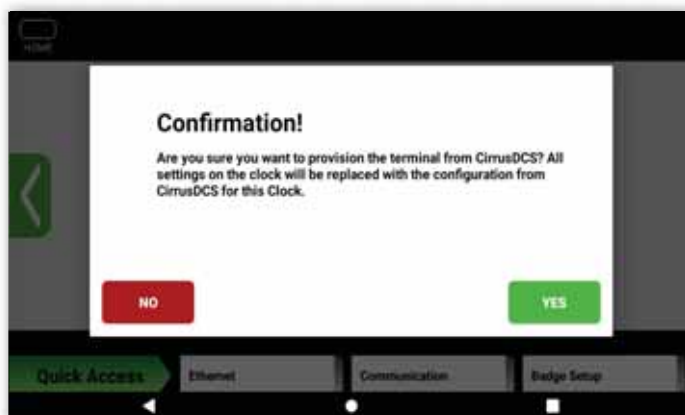 HOME
Confirmation!
Are you sure you want to provision the terminal from CirrusDCS? All
settings on the clock will be replaced with the configuration from
CirrusDCS for this Clock.
NO
YES
Quick Access
Ethernet
Communication
Badge Setup